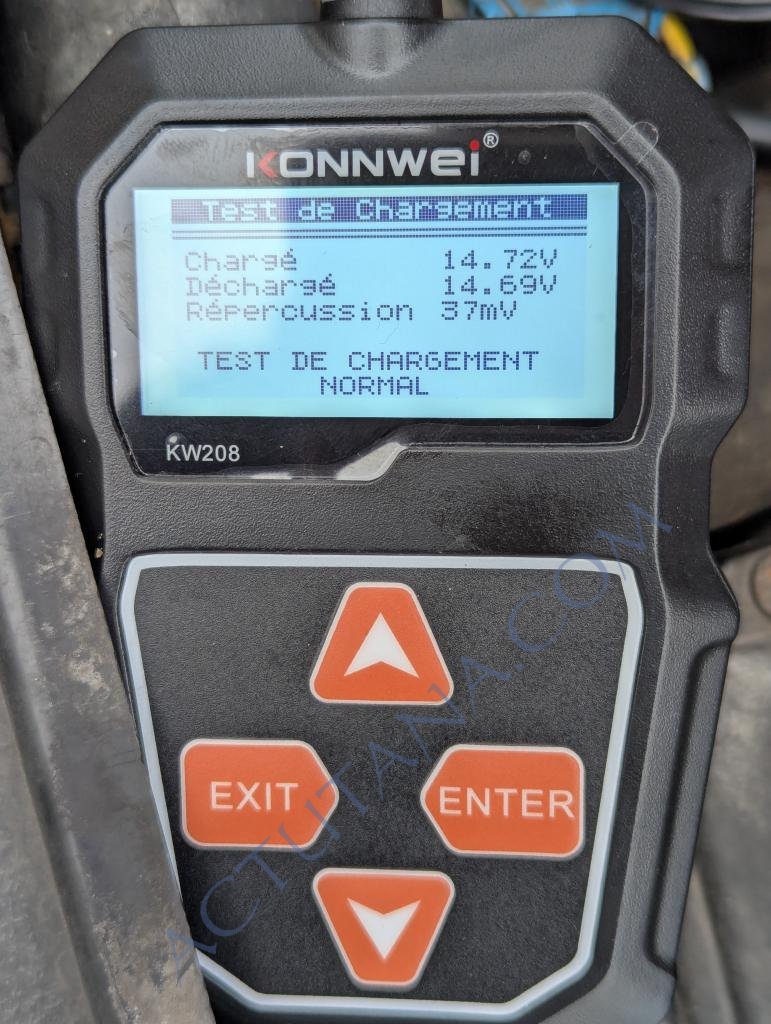 KONNWEI®
Test de Chargement
Chargé 14.72V
Déchargé 14.69V
Répercussion 37mV
TEST DE CHARGEMENT
NORMAL
KW208
EXIT
ENTER
ACTUTANA.COM